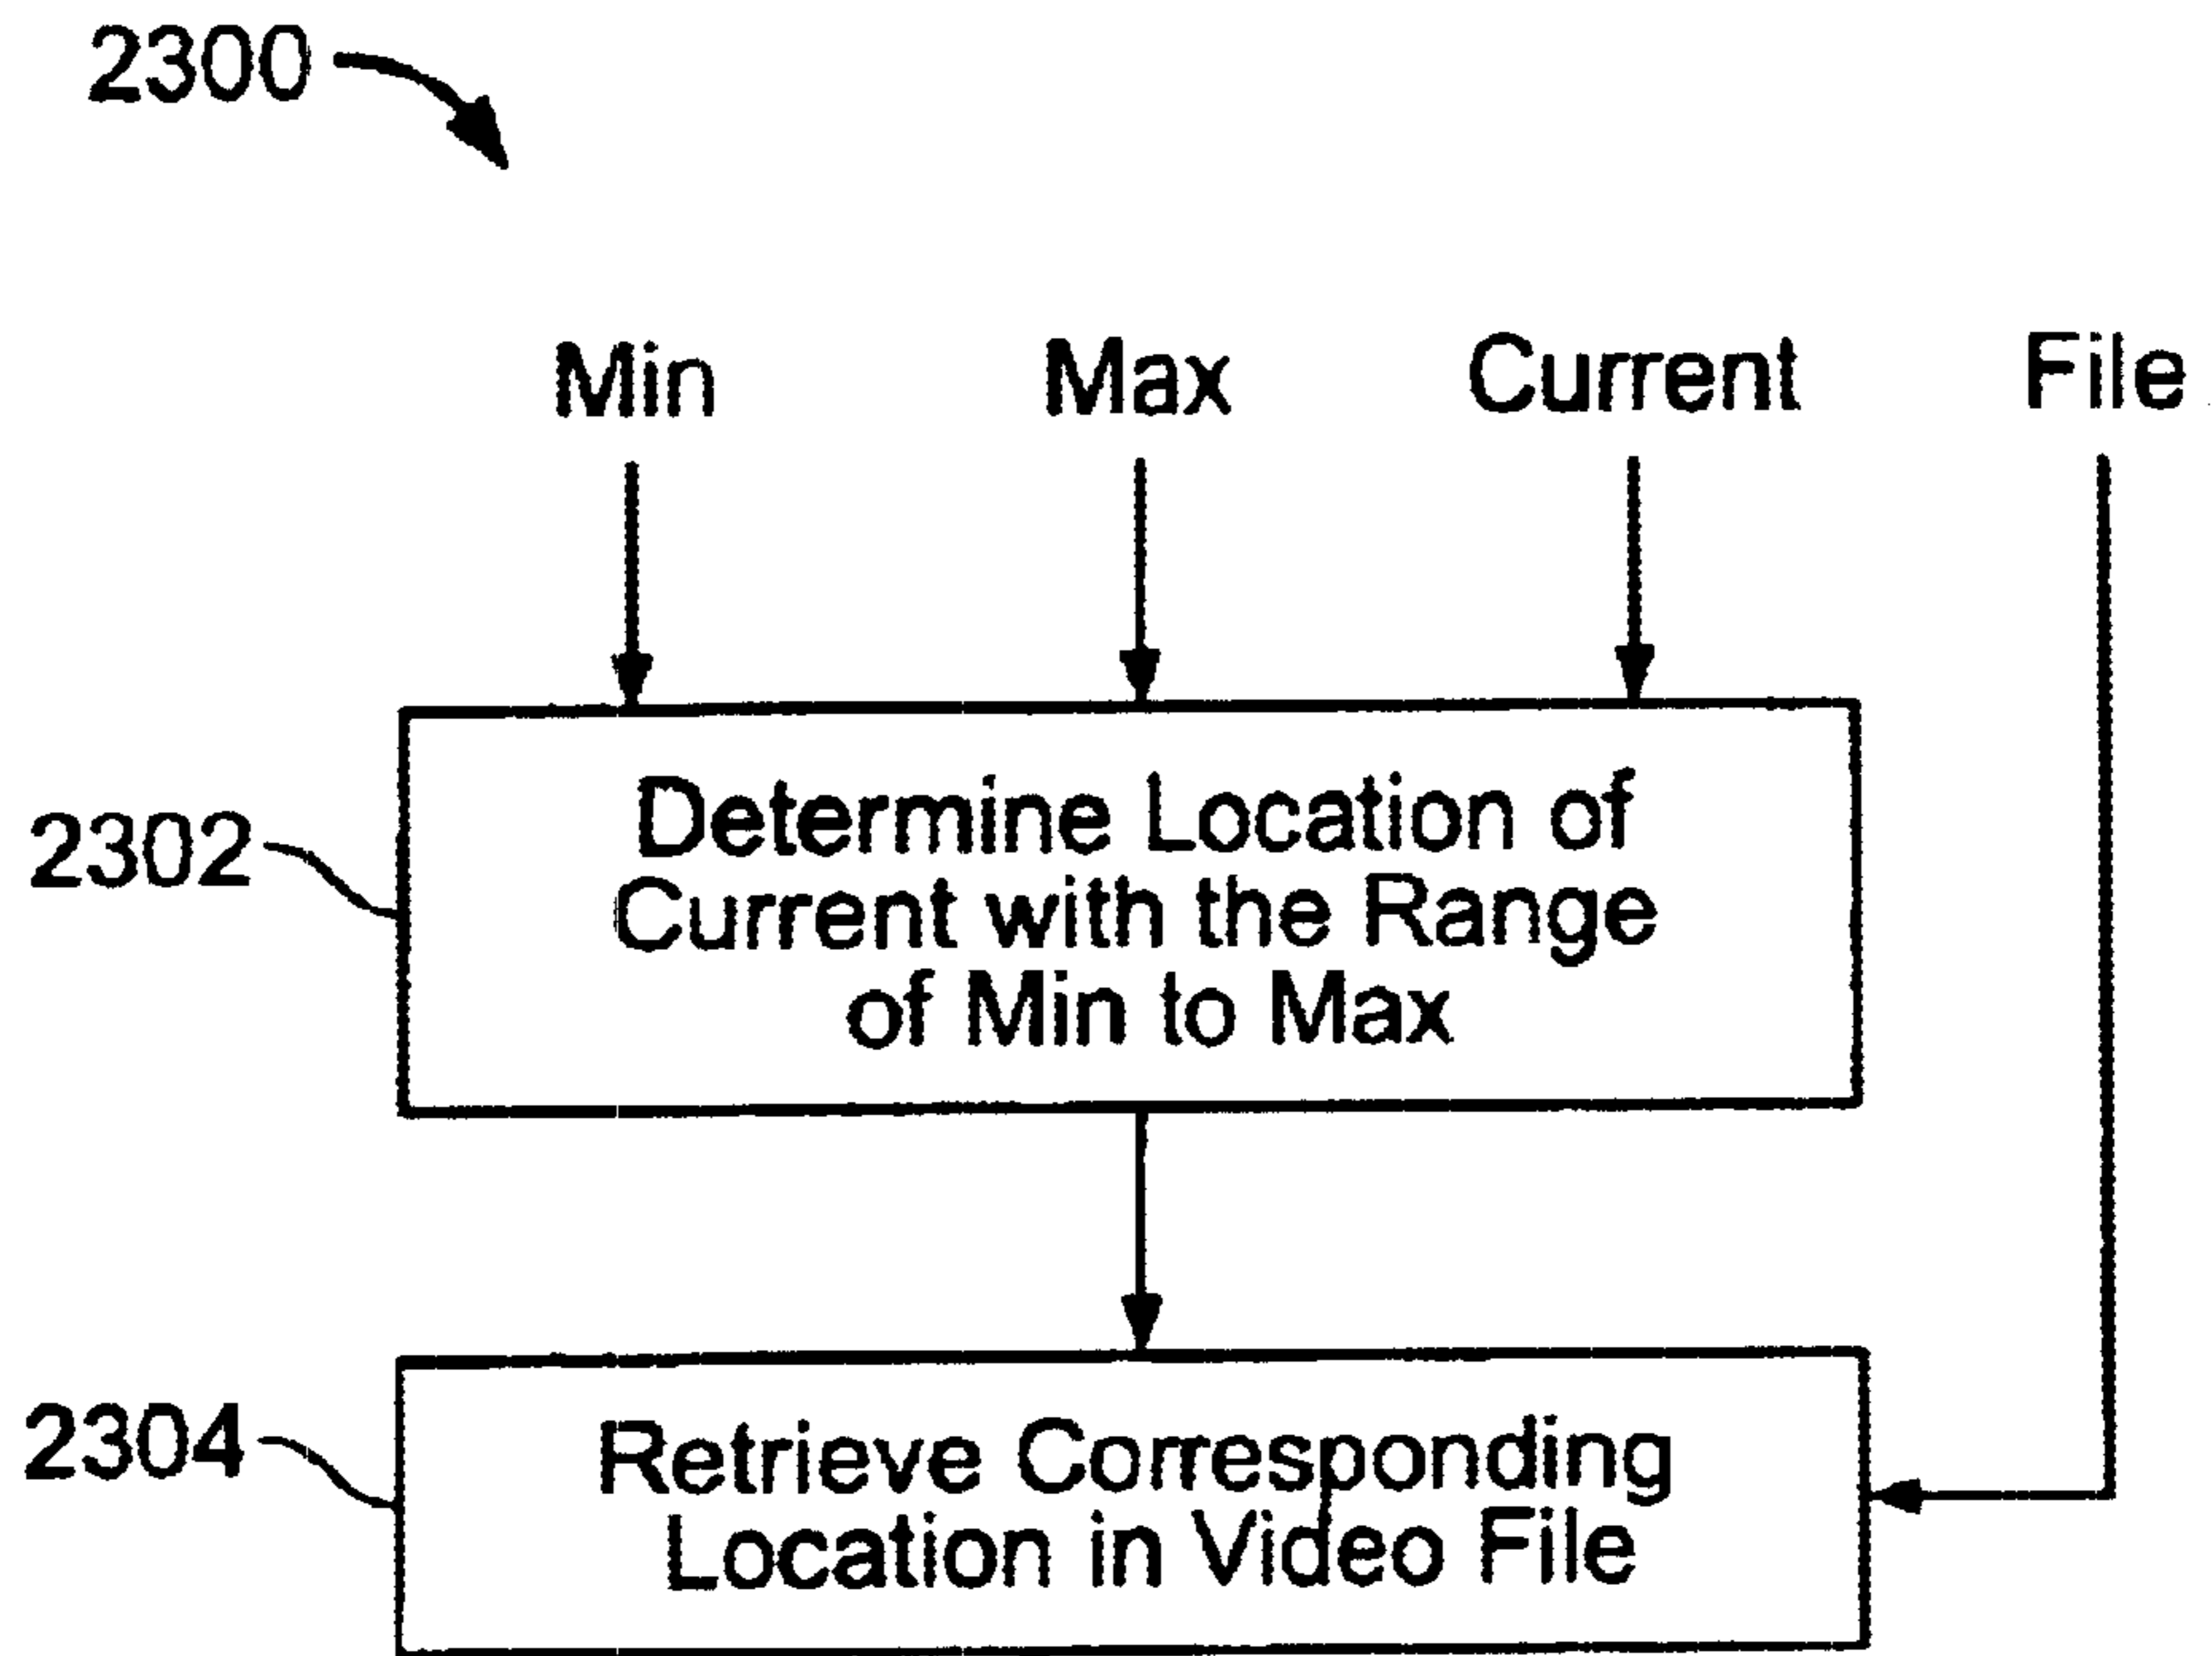 2300
Min Max Current File
2302
Determine Location of
Current with the Range
of Min to Max
2304
Retrieve Corresponding
Location in Video File